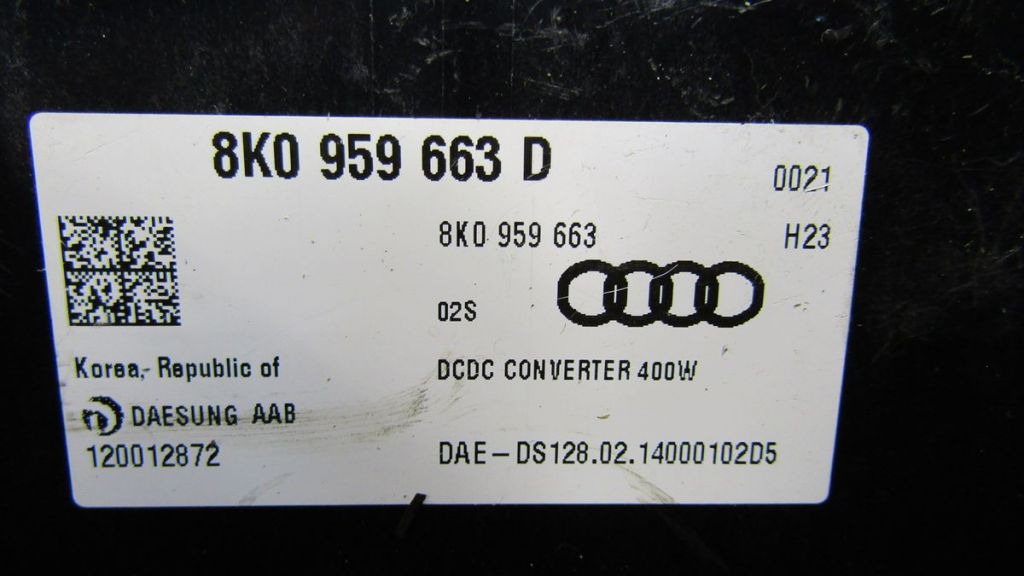 8K0 959 663 D
0021
8K0 959 663
H23
02S
Korea,- Republic of
DCDC CONVERTER 400W
DAESUNG AAB
120012872
DAE-DS128.02.14000102D5